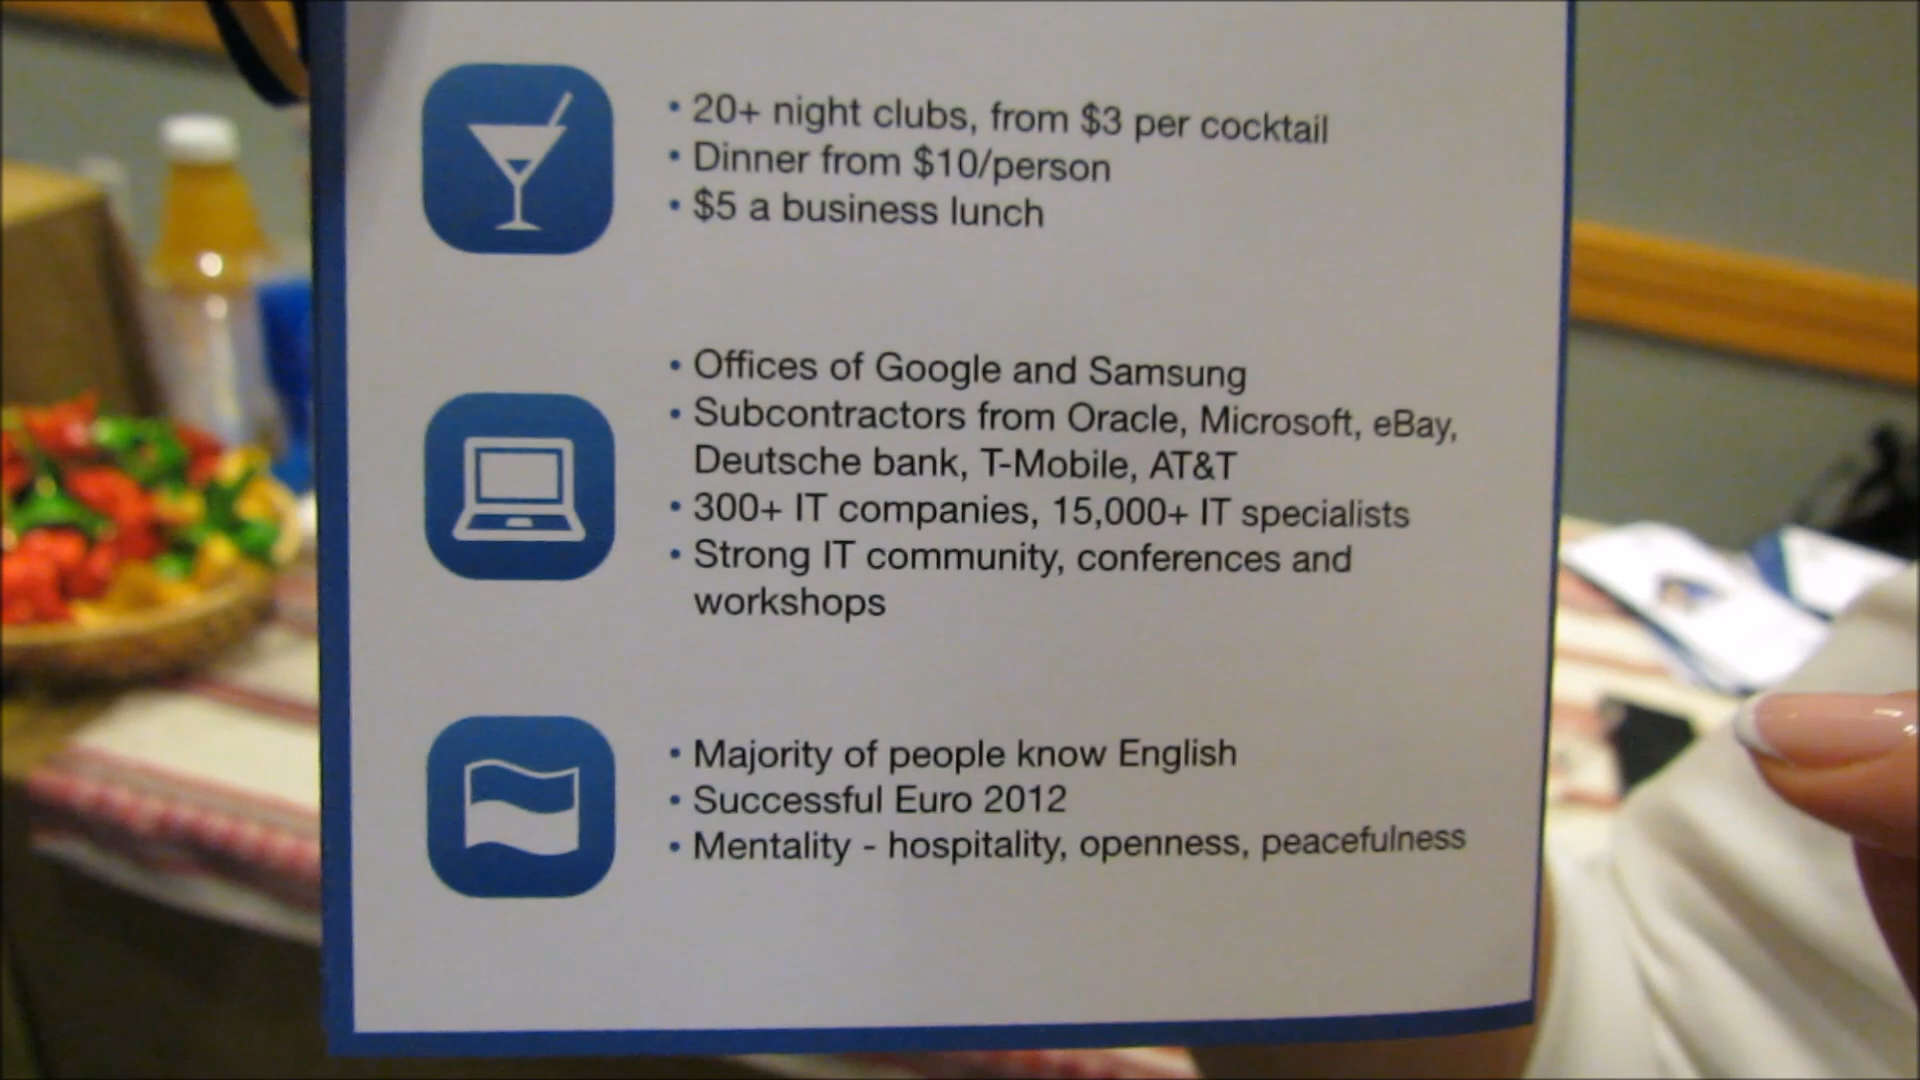 • 20+ night clubs, from $3 per cocktail
• Dinner from $10/person
• $5 a business lunch
• Offices of Google and Samsung
• Subcontractors from Oracle, Microsoft, eBay,
Deutsche bank, T-Mobile, AT&T
• 300+ IT companies, 15,000+ IT specialists
• Strong IT community, conferences and
workshops
• Majority of people know English
• Successful Euro 2012
• Mentality - hospitality, openness, peacefulness